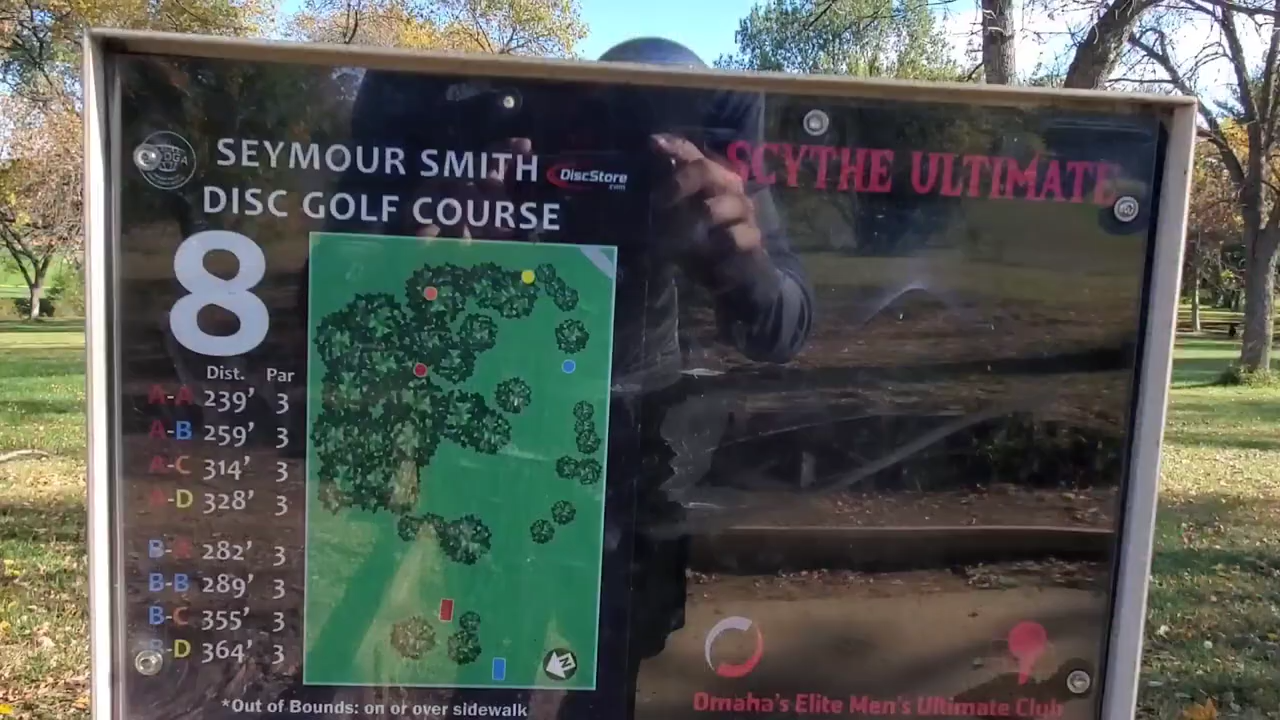 SEYMOUR SMITH
DiscStore
.com
DISC GOLF COURSE
8
Dist. Par
A-A 239' 3
A-B 259' 3
A-C 314' 3
A-D 328' 3
B-A 282' 3
B-B 289' 3
B-C 355' 3
B-D 364' 3
N
*Out of Bounds: on or over sidewalk
SCYTHE ULTIMATE
Omaha's Elite Men's Ultimate Club